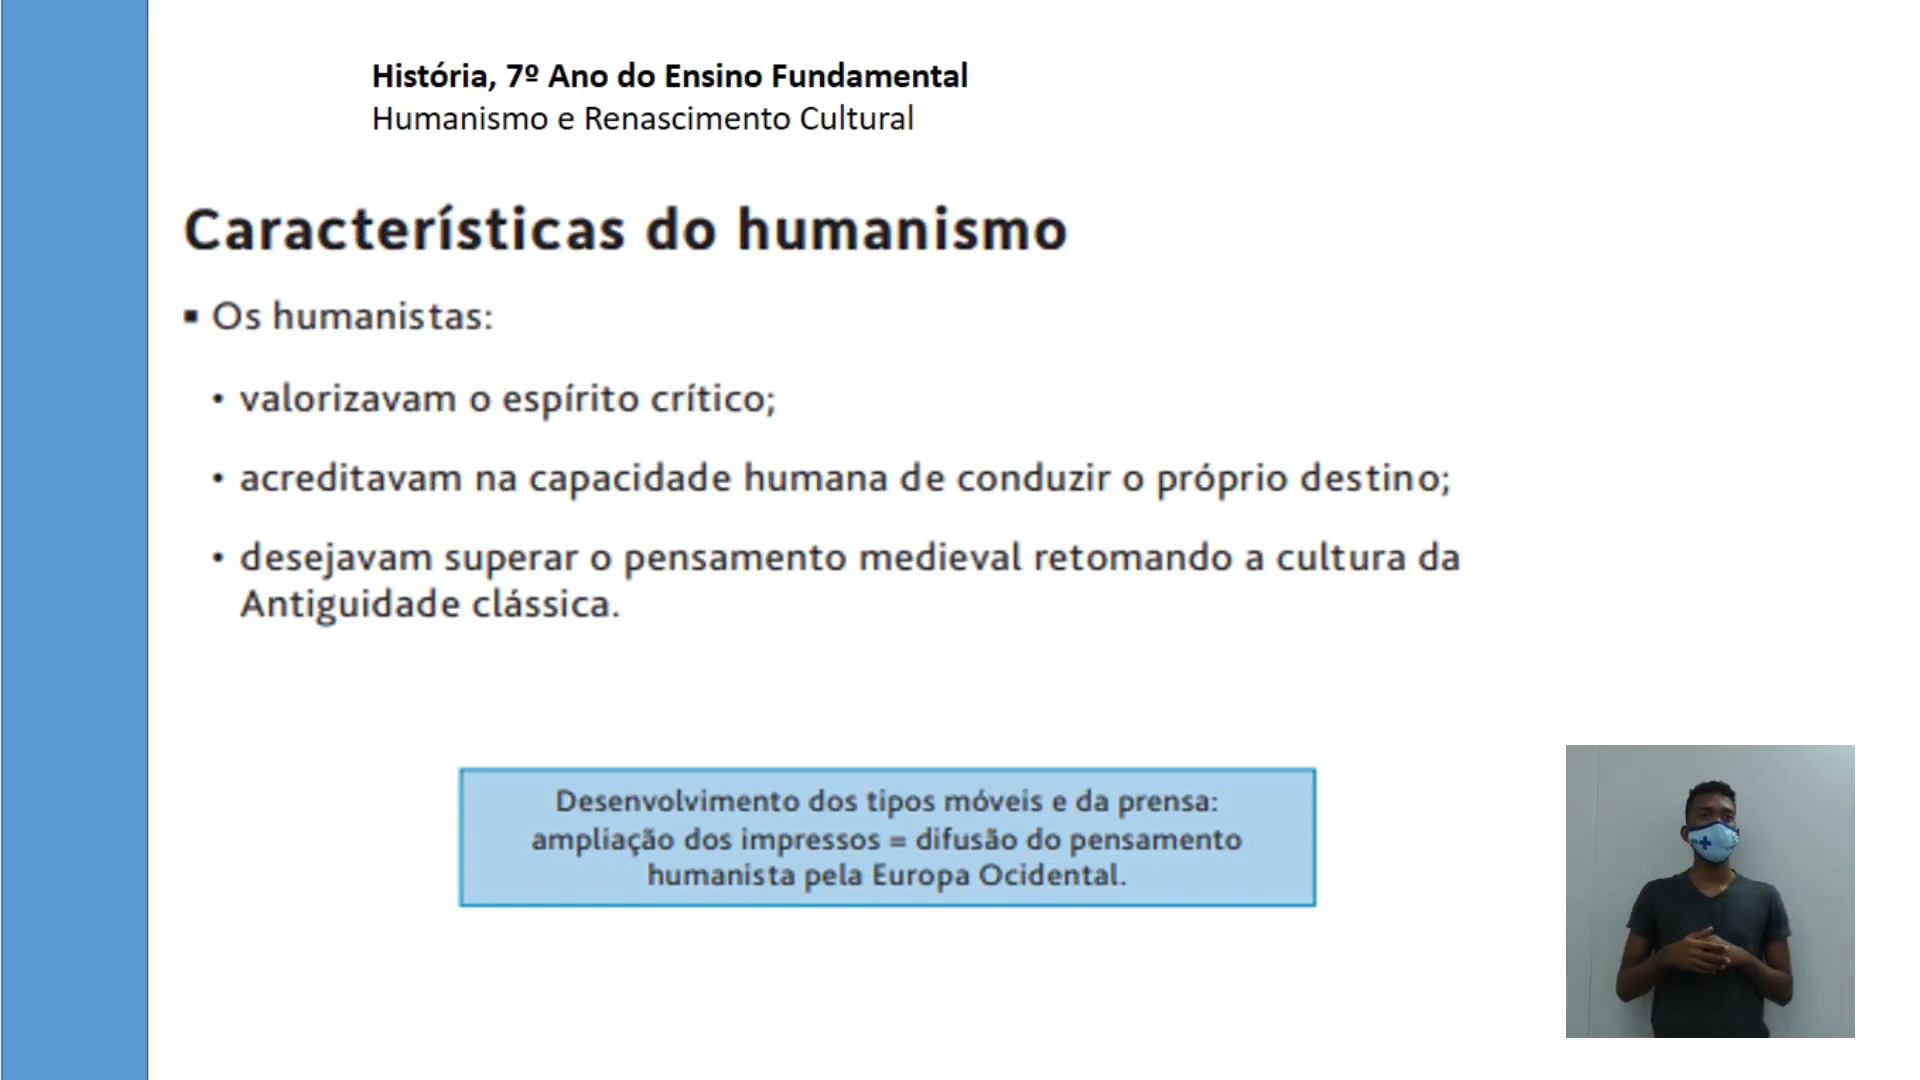 História, 7º Ano do Ensino Fundamental
Humanismo e Renascimento Cultural
Características do humanismo
▪ Os humanistas:
• valorizavam o espírito crítico;
• acreditavam na capacidade humana de conduzir o próprio destino;
• desejavam superar o pensamento medieval retomando a cultura da
Antiguidade clássica.
Desenvolvimento dos tipos móveis e da prensa:
ampliação dos impressos = difusão do pensamento
humanista pela Europa Ocidental.